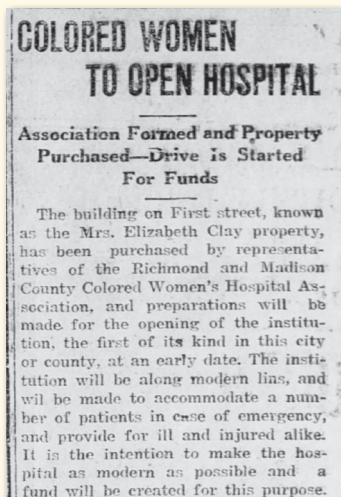 COLORED WOMEN
TO OPEN HOSPITAL
Association Formed and Property
Purchased—Drive Is Started
For Funds
The building on First street, known
as the Mrs. Elizabeth Clay property,
has been purchased by representa-
tives of the Richmond and Madison
County Colored Women's Hospital As-
sociation, and preparations will be
made for the opening of the institu-
tion, the first of its kind in this city
or county, at an early date. The insti-
tution will be along modern lins, and
wil be made to accommodate a num-
ber of patients in case of emergency,
and provide for ill and injured alike.
It is the intention to make the hos-
pital as modern as possible and a
fund will be created for this purpose.